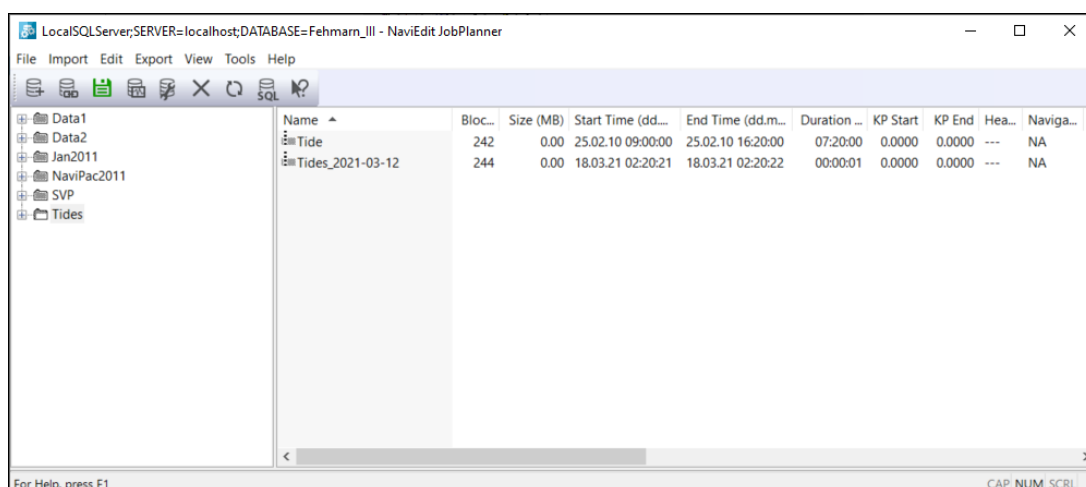 LocalSQLServer;SERVER=localhost;DATABASE=Fehmarn_III - NaviEdit JobPlanner
File Import Edit Export View Tools Help
SQL
Data1
Data2
Jan2011
NaviPac2011
SVP
Tides
Name Bloc... Size (MB) Start Time (dd.... End Time (dd.m... Duration ... KP Start KP End Hea... Naviga...
Tide 242 0.00 25.02.10 09:00:00 25.02.10 16:20:00 07:20:00 0.0000 0.0000 --- NA
Tides_2021-03-12 244 0.00 18.03.21 02:20:21 18.03.21 02:20:22 00:00:01 0.0000 0.0000 --- NA
For Help, press F1 CAP NUM SCRL